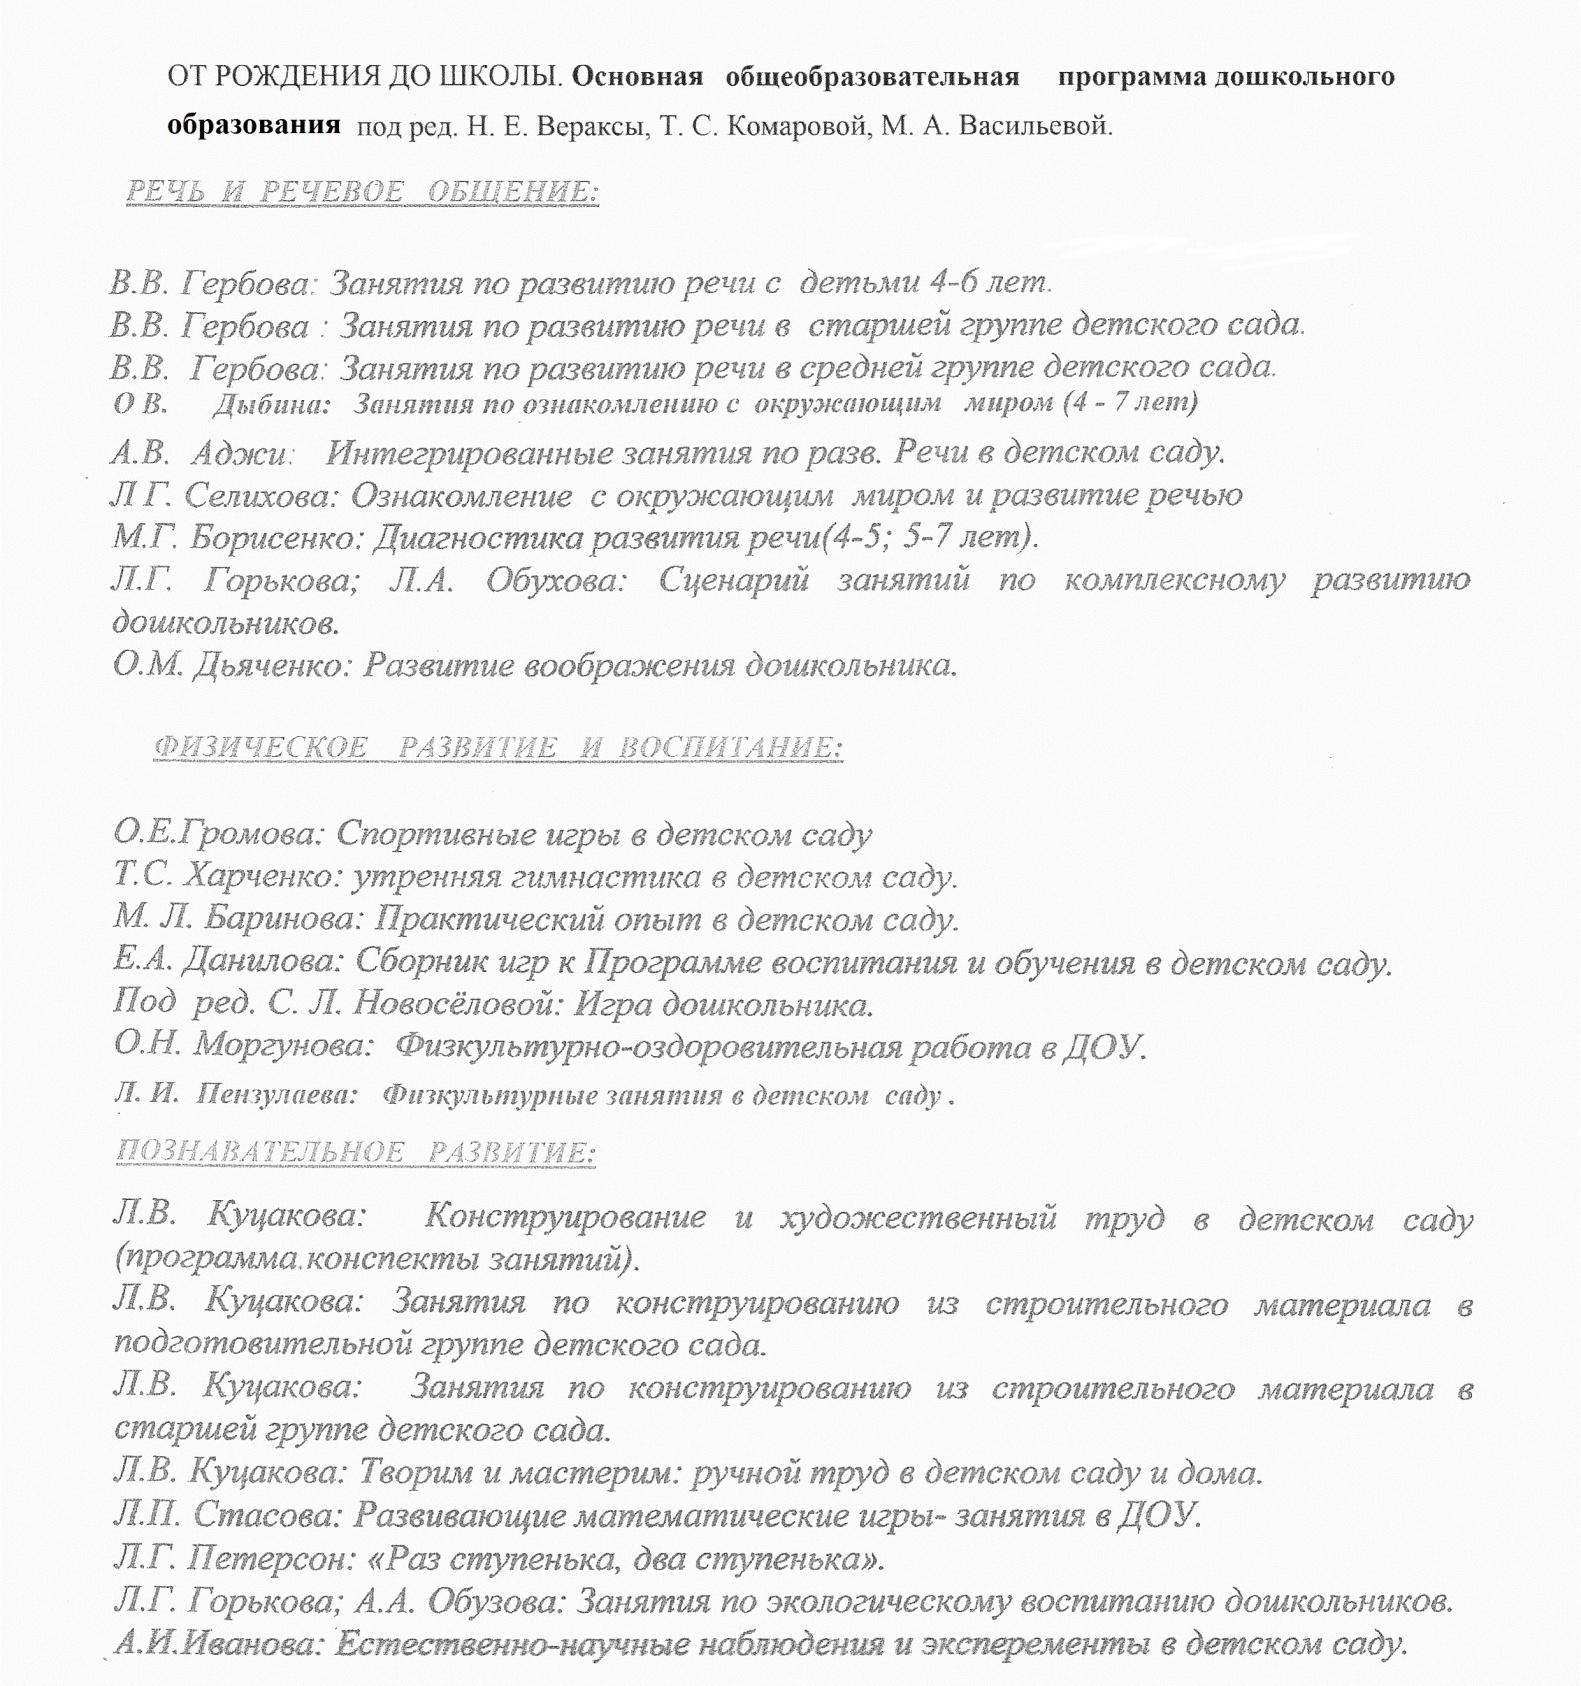 ОТ РОЖДЕНИЯ ДО ШКОЛЫ. Основная общеобразовательная программа дошкольного
образования под ред. Н. Е. Вераксы, Т. С. Комаровой, М. А. Васильевой.
РЕЧЬ И РЕЧЕВОЕ ОБЩЕНИЕ:
В.В. Гербова: Занятия по развитию речи с детьми 4-6 лет.
В.В. Гербова : Занятия по развитию речи в старшей группе детского сада.
В.В. Гербова: Занятия по развитию речи в средней группе детского сада.
О В. Дыбина: Занятия по ознакомлению с окружающим миром (4 - 7 лет)
А.В. Аджи: Интегрированные занятия по разв. Речи в детском саду.
Л Г. Селихова: Ознакомление с окружающим миром и развитие речью
М.Г. Борисенко: Диагностика развития речи(4-5; 5-7 лет).
Л.Г. Горькова; Л.А. Обухова: Сценарий занятий по комплексному развитию
дошкольников.
О.М. Дьяченко: Развитие воображения дошкольника.
ФИЗИЧЕСКОЕ РАЗВИТИЕ И ВОСПИТАНИЕ:
О.Е.Громова: Спортивные игры в детском саду
Т.С. Харченко: утренняя гимнастика в детском саду.
М. Л. Баринова: Практический опыт в детском саду.
Е.А. Данилова: Сборник игр к Программе воспитания и обучения в детском саду.
Под ред. С. Л. Новосёловой: Игра дошкольника.
О.Н. Моргунова: Физкультурно-оздоровительная работа в ДОУ.
Л. И. Пензулаева: Физкультурные занятия в детском саду .
ПОЗНАВАТЕЛЬНОЕ РАЗВИТИЕ:
Л.В. Куцакова: Конструирование и художественный труд в детском саду
(программа.конспекты занятий).
Л.В. Куцакова: Занятия по конструированию из строительного материала в
подготовительной группе детского сада.
Л.В. Куцакова: Занятия по конструированию из строительного материала в
старшей группе детского сада.
Л.В. Куцакова: Творим и мастерим: ручной труд в детском саду и дома.
Л.П. Стасова: Развивающие математические игры- занятия в ДОУ.
Л.Г. Петерсон: «Раз ступенька, два ступенька».
Л.Г. Горькова; А.А. Обузова: Занятия по экологическому воспитанию дошкольников.
А.И.Иванова: Естественно-научные наблюдения и эксперементы в детском саду.